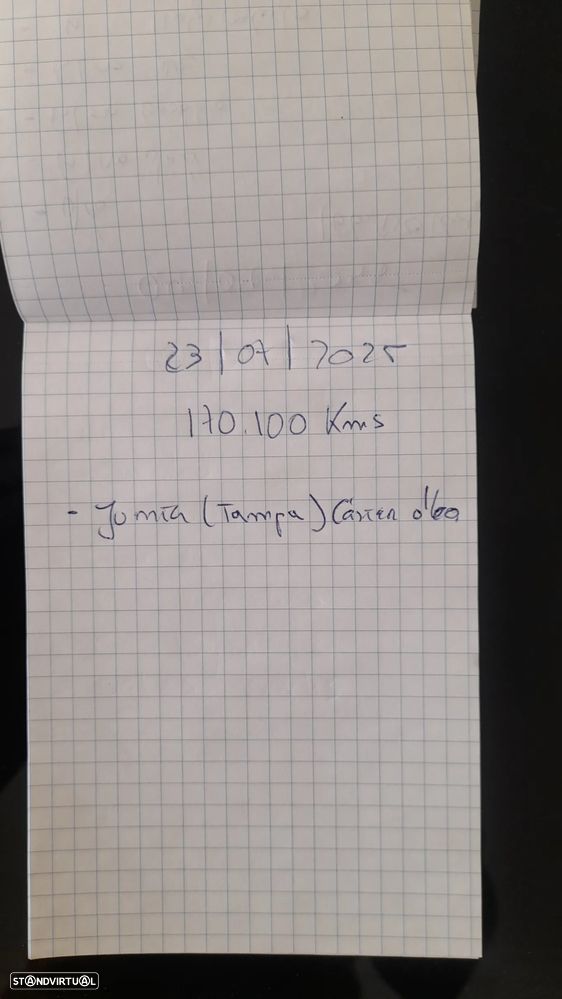 23/07/2025
170.100 Kms
- Junta (Tampa) Cárter óleo
STANDVIRTUAL